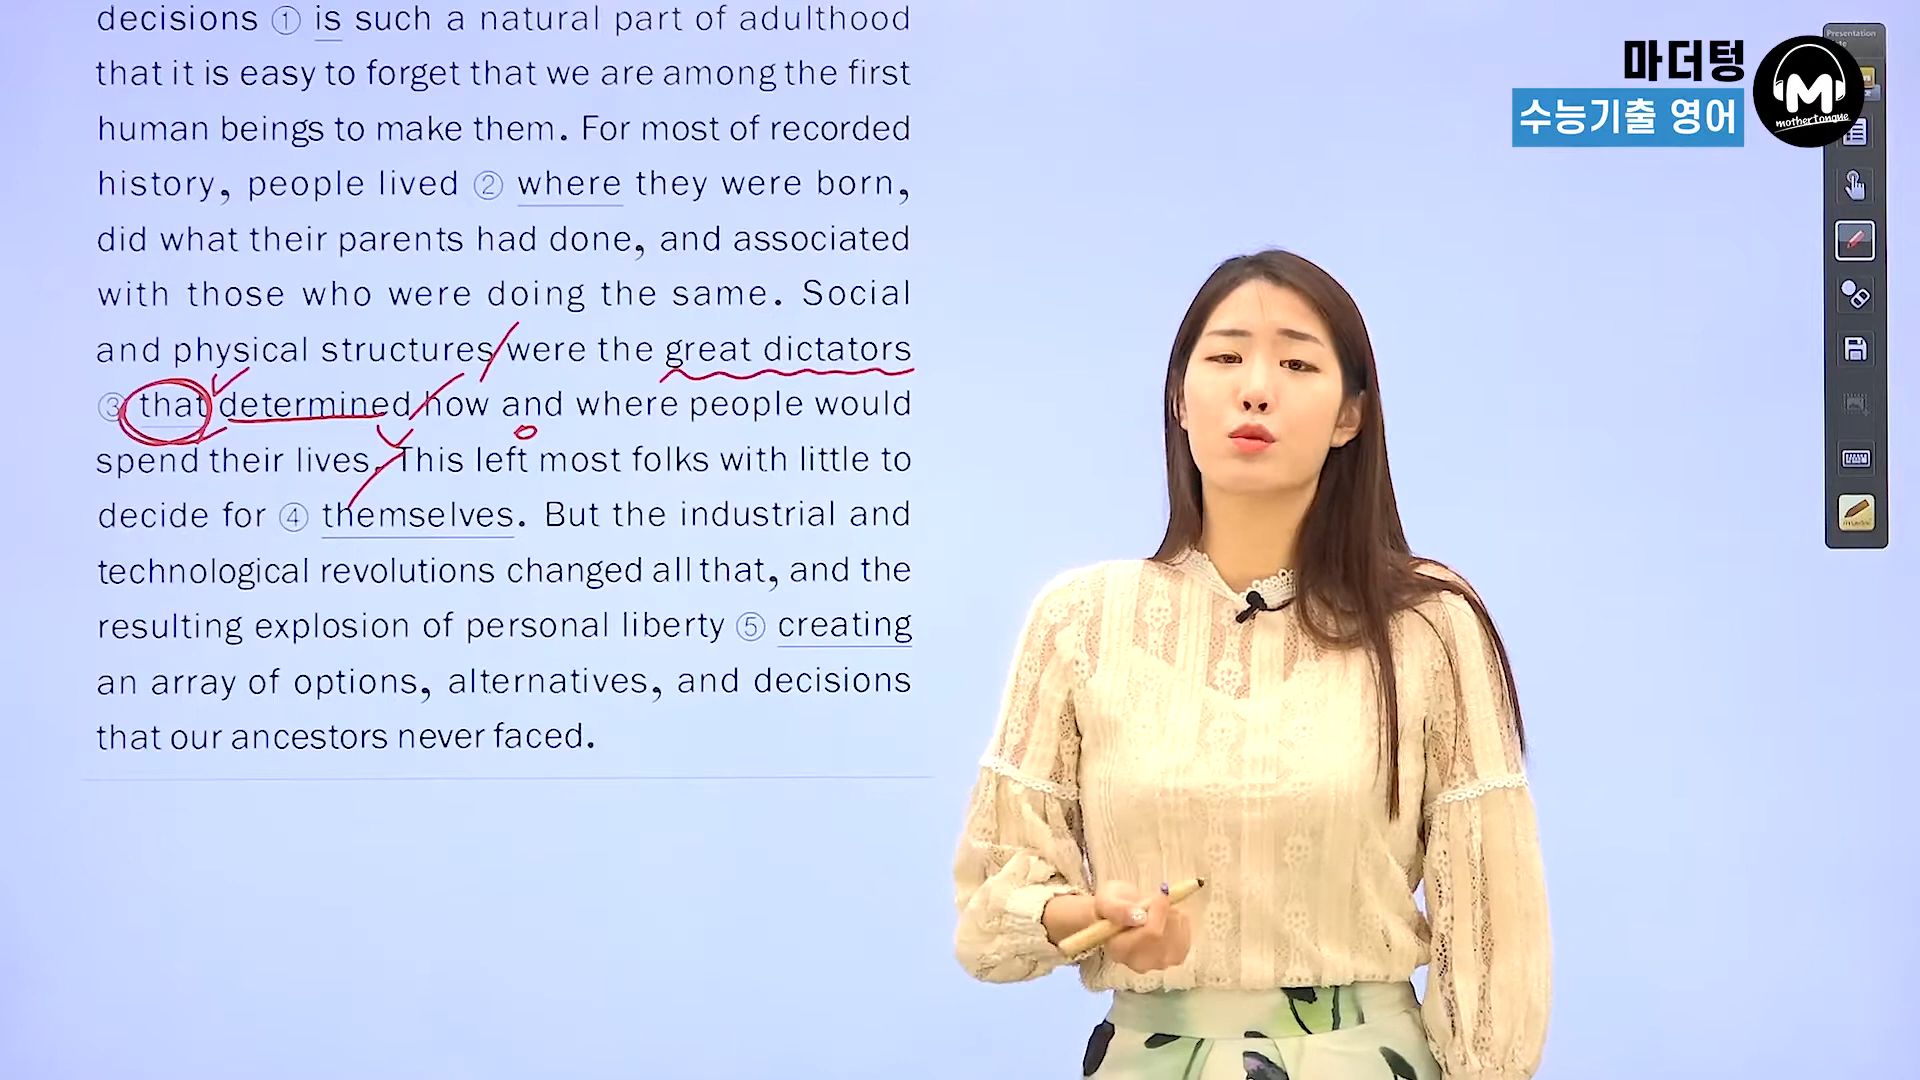 decisions ① is such a natural part of adulthood
that it is easy to forget that we are among the first
human beings to make them. For most of recorded
history, people lived ② where they were born,
did what their parents had done, and associated
with those who were doing the same. Social
and physical structures were the great dictators
③ that determined how and where people would
spend their lives. This left most folks with little to
decide for ④ themselves. But the industrial and
technological revolutions changed all that, and the
resulting explosion of personal liberty ⑤ creating
an array of options, alternatives, and decisions
that our ancestors never faced.
마더텅
수능기출 영어
M
mothertongue
Presentation